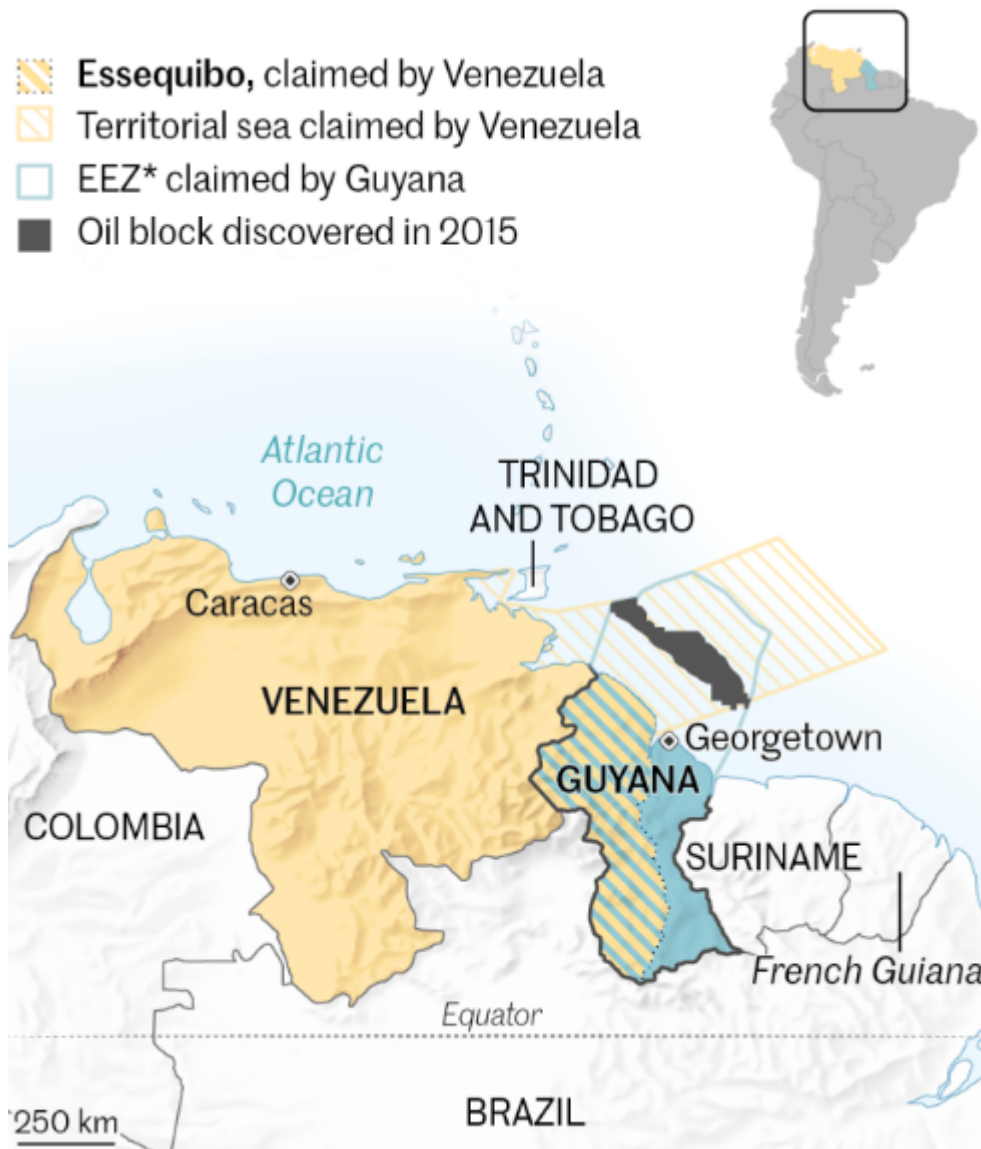 Essequibo, claimed by Venezuela
Territorial sea claimed by Venezuela
EEZ* claimed by Guyana
Oil block discovered in 2015
Atlantic
Ocean
TRINIDAD
AND TOBAGO
Caracas
VENEZUELA
Georgetown
GUYANA
COLOMBIA
SURINAME
French Guiana
Equator
BRAZIL
250 km